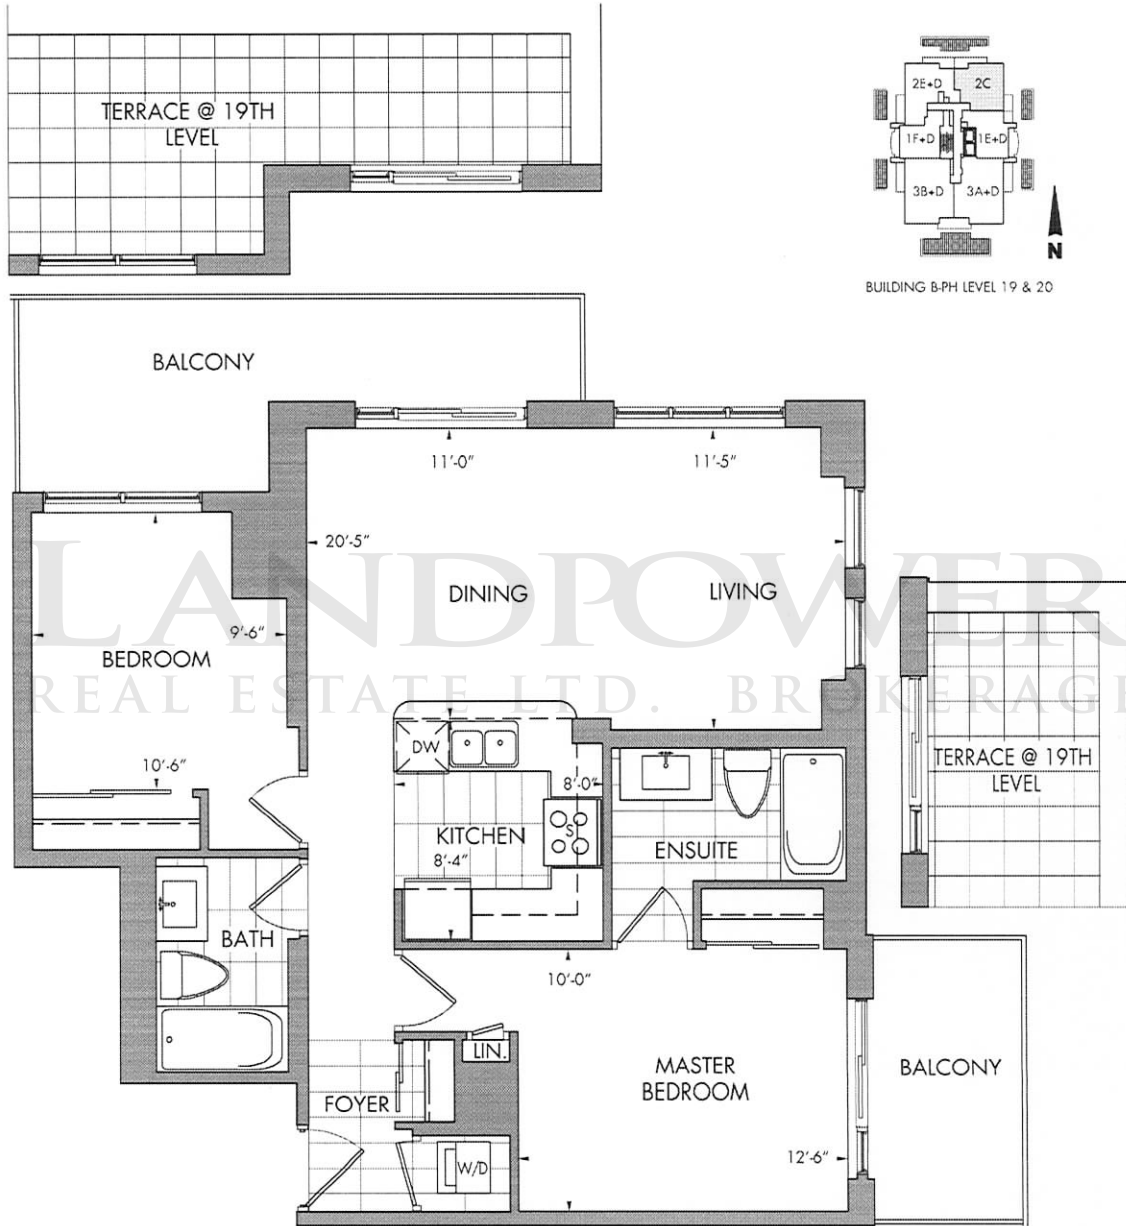 TERRACE @ 19TH
LEVEL
2E+D
2C
1F+D
1E+D
3B+D
3A+D
N
BUILDING B-PH LEVEL 19 & 20
BALCONY
11'-0"
11'-5"
20'-5"
DINING
LIVING
9'-6"
BEDROOM
LANDPOWER
REAL ESTATE LTD. BROKERAGE
10'-6"
DW
8'-0"
KITCHEN
S
8'-4"
ENSUITE
TERRACE @ 19TH
LEVEL
BATH
10'-0"
LIN.
MASTER
BEDROOM
BALCONY
FOYER
W/D
12'-6"